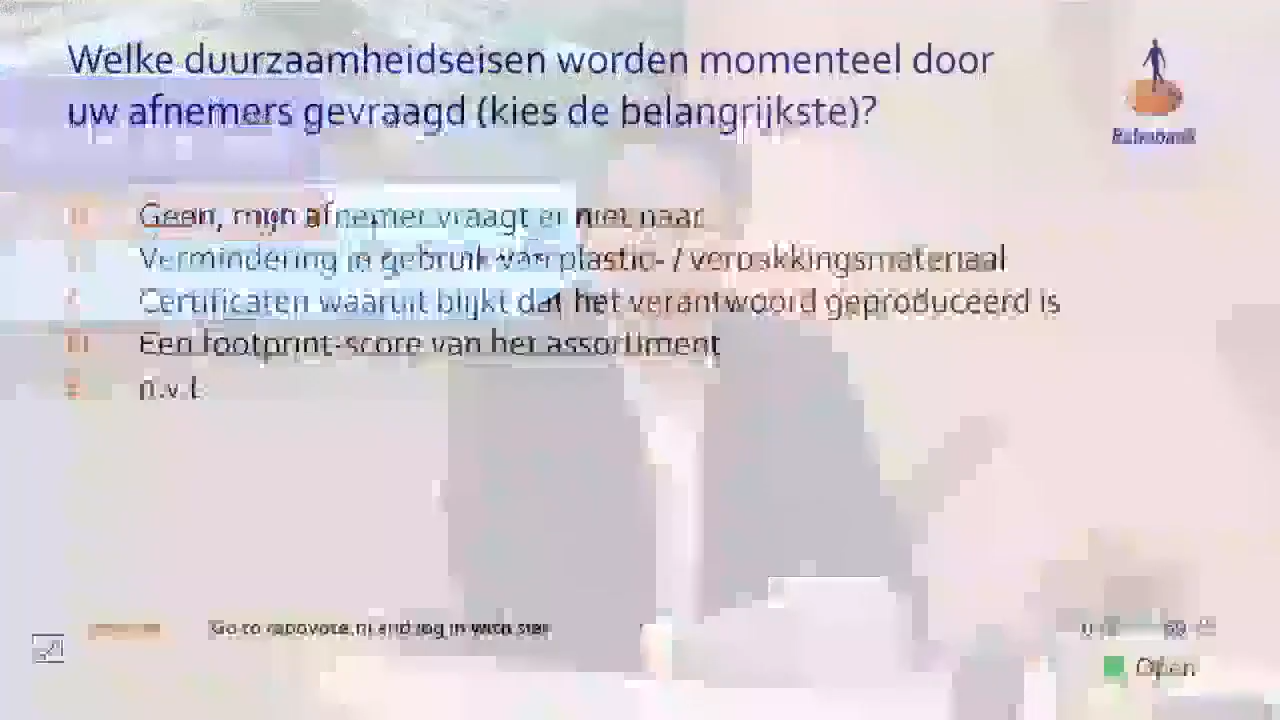 Welke duurzaamheidseisen worden momenteel door
uw afnemers gevraagd (kies de belangrijkste)?
Rabobank
Geen, mijn afnemer vraagt er niet naar
Vermindering in gebruik van plastic- / verpakkingsmateriaal
Certificaten waaruit blijkt dat het verantwoord geproduceerd is
Een footprint-score van het assortiment
n.v.t.
Go to rabovote.nl and log in with
Open